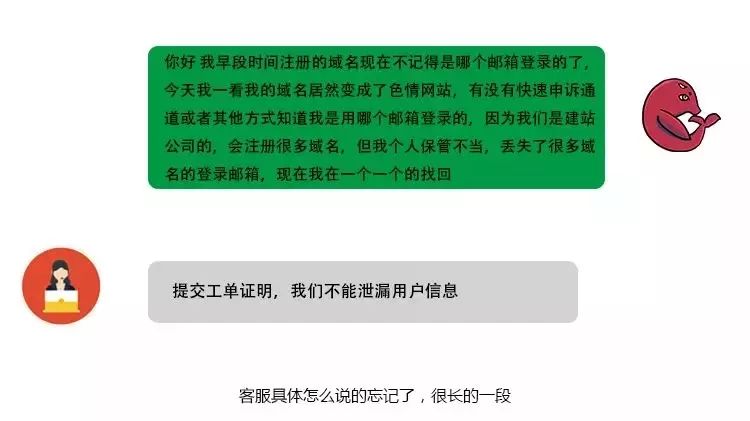 你好 我早段时间注册的域名现在不记得是哪个邮箱登录的了，
今天我一看我的域名居然变成了色情网站，有没有快速申诉通
道或者其他方式知道我是用哪个邮箱登录的，因为我们是建站
公司的，会注册很多域名，但我个人保管不当，丢失了很多域
名的登录邮箱，现在我在一个一个的找回
提交工单证明，我们不能泄漏用户信息
客服具体怎么说的忘记了，很长的一段